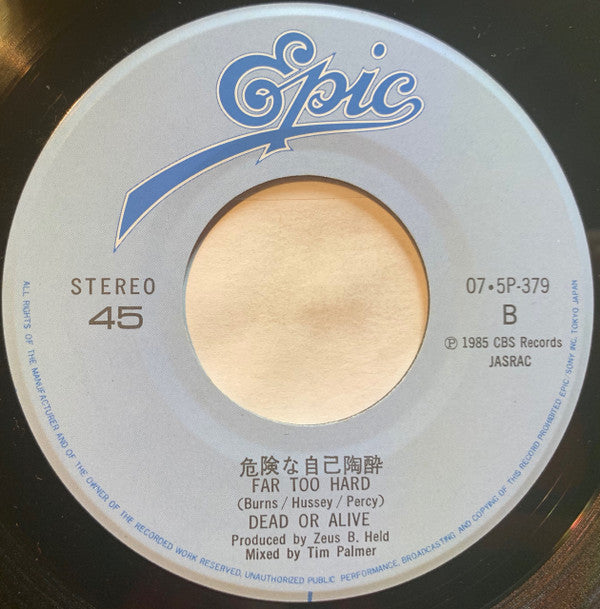 Epic
STEREO
45
07•5P-379
B
Ⓟ 1985 CBS Records
JASRAC
危険な自己陶酔
FAR TOO HARD
(Burns/Hussey/Percy)
DEAD OR ALIVE
Produced by Zeus B. Held
Mixed by Tim Palmer
ALL RIGHTS OF THE MANUFACTURER AND OF THE OWNER OF THE RECORDED WORK RESERVED, UNAUTHORIZED PUBLIC PERFORMANCE, BROADCASTING AND COPYING OF THIS RECORD PROHIBITED EPIC/SONY INC. TOKYO JAPAN